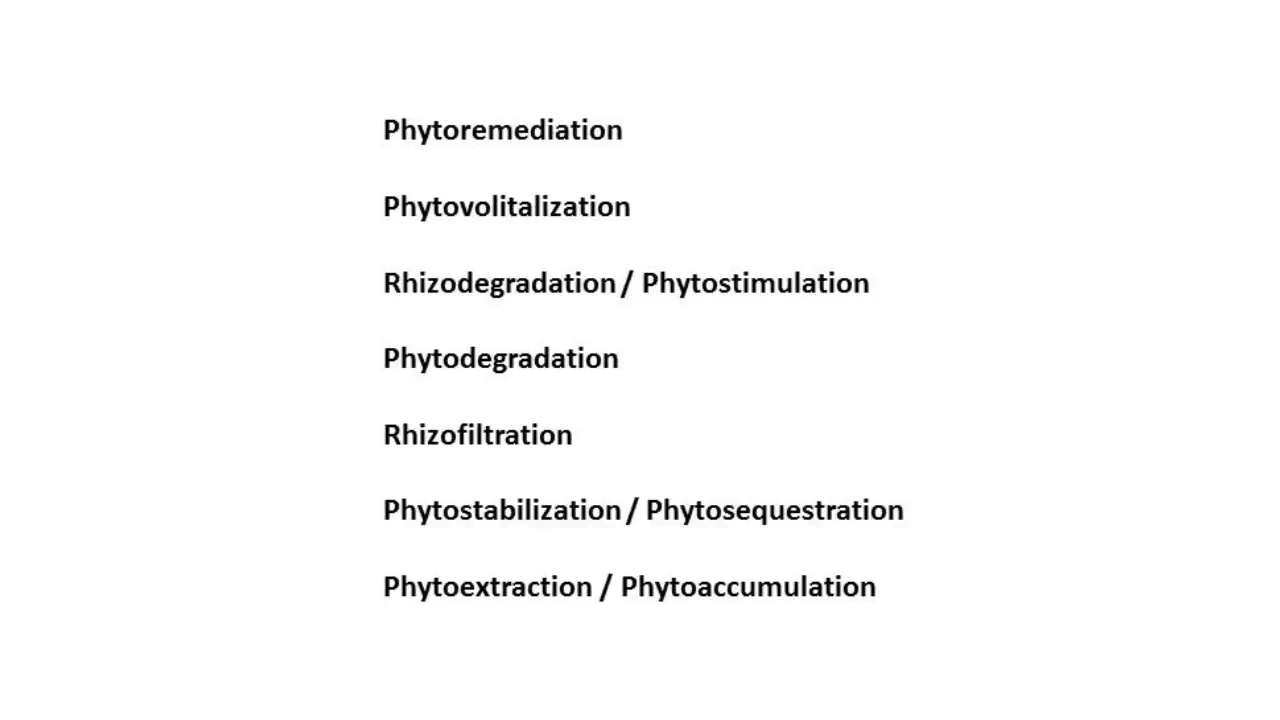 Phytoremediation
Phytovolitalization
Rhizodegradation / Phytostimulation
Phytodegradation
Rhizofiltration
Phytostabilization / Phytosequestration
Phytoextraction / Phytoaccumulation